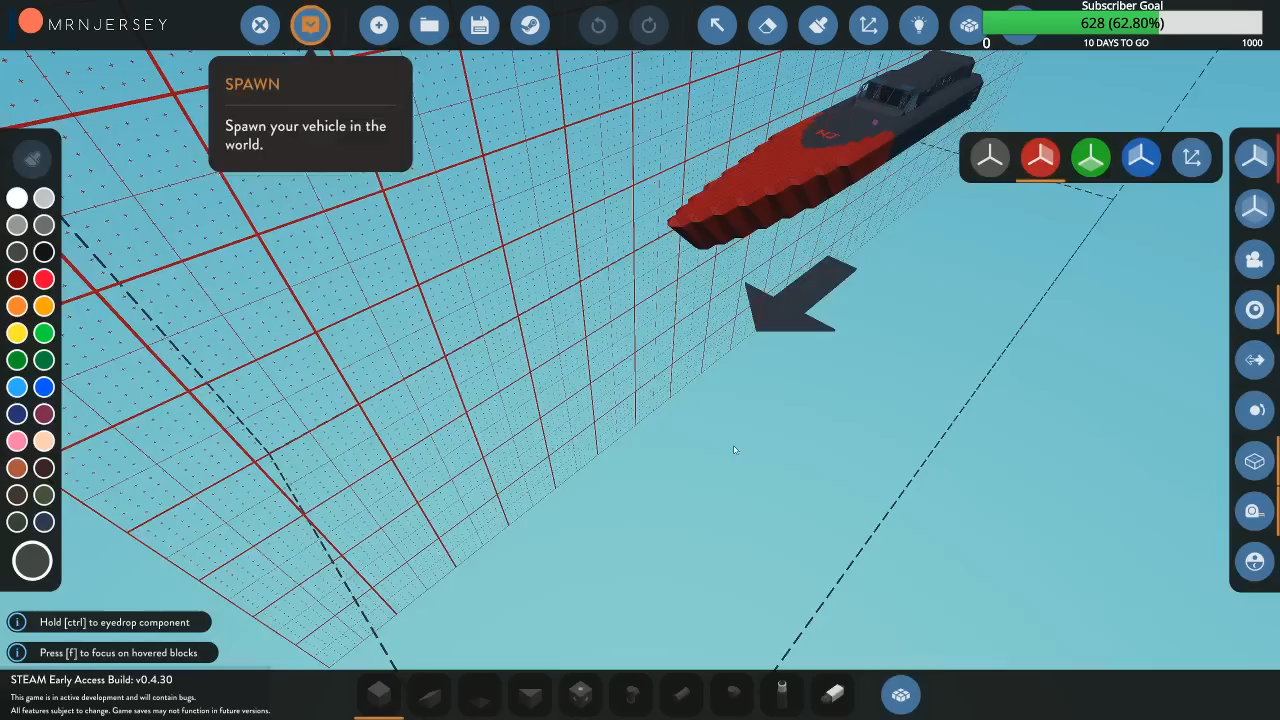 MRNJERSEY
Subscriber Goal
628 (62.80%)
0
10 DAYS TO GO
1000
SPAWN
Spawn your vehicle in the
world.
NJ
Hold [ctrl] to eyedrop component
Press [f] to focus on hovered blocks
STEAM Early Access Build: v0.4.30
This game is in active development and will contain bugs.
All features subject to change. Game saves may not function in future versions.